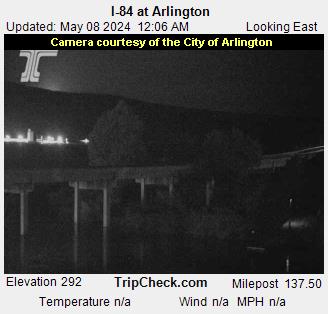 I-84 at Arlington
Updated: May 08 2024 12:06 AM Looking East
Camera courtesy of the City of Arlington
Elevation 292 TripCheck.com Milepost 137.50
Temperature n/a Wind n/a MPH n/a